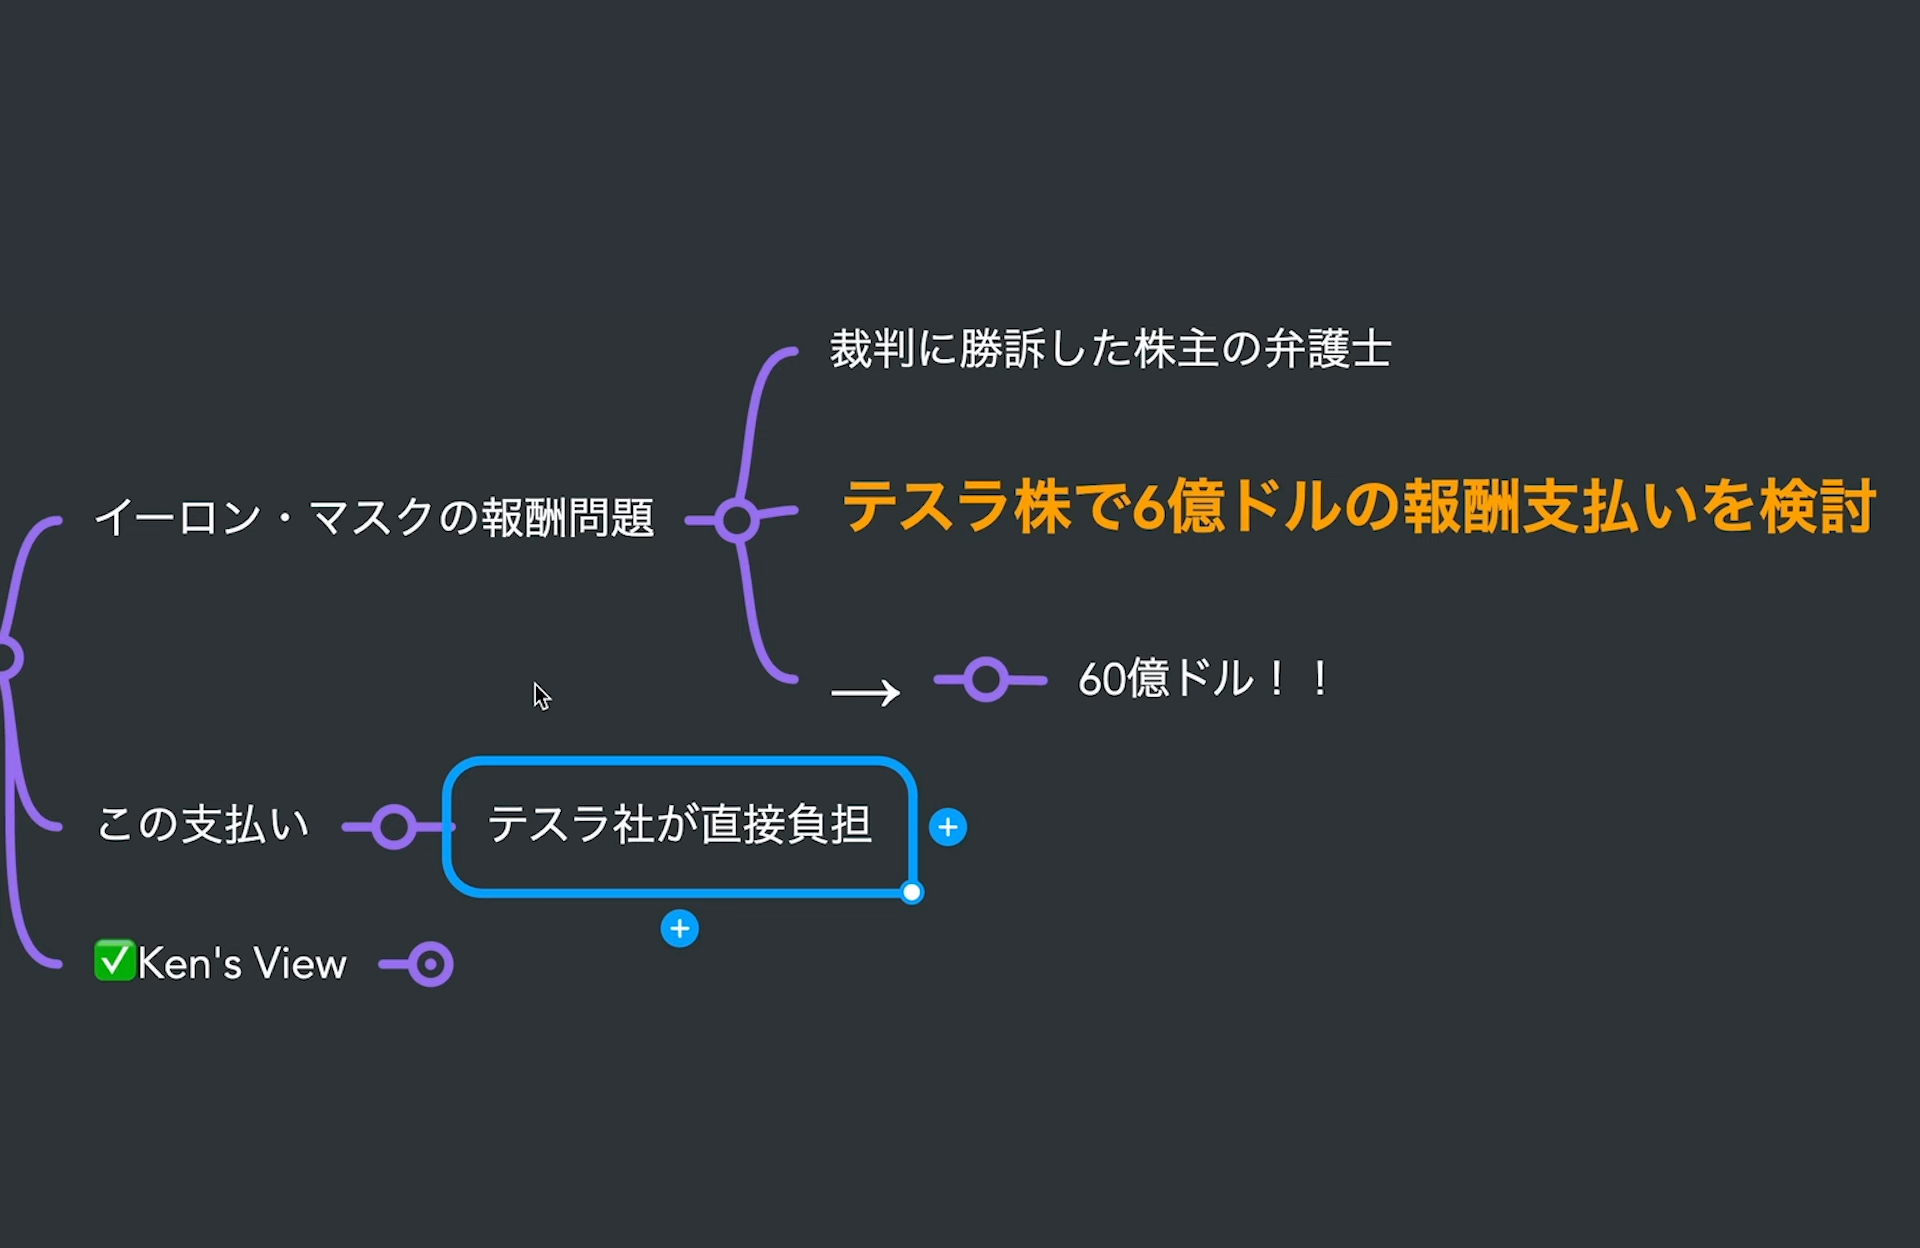 イーロン・マスクの報酬問題
裁判に勝訴した株主の弁護士
テスラ株で6億ドルの報酬支払いを検討
→
60億ドル！！
この支払い
テスラ社が直接負担
✅Ken's View